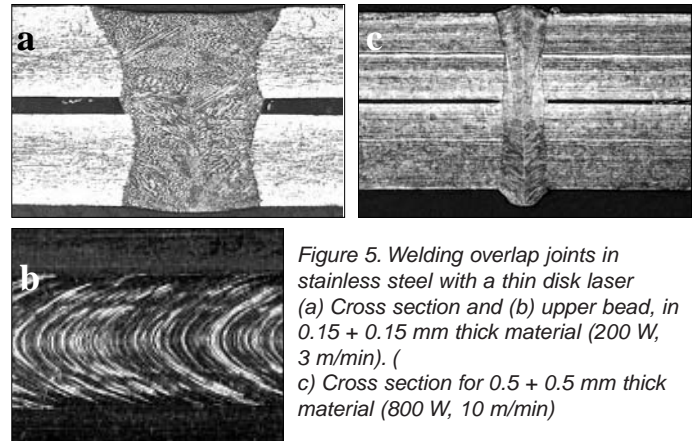 a
c
b
Figure 5. Welding overlap joints in
stainless steel with a thin disk laser
(a) Cross section and (b) upper bead, in
0.15 + 0.15 mm thick material (200 W,
3 m/min). (
c) Cross section for 0.5 + 0.5 mm thick
material (800 W, 10 m/min)